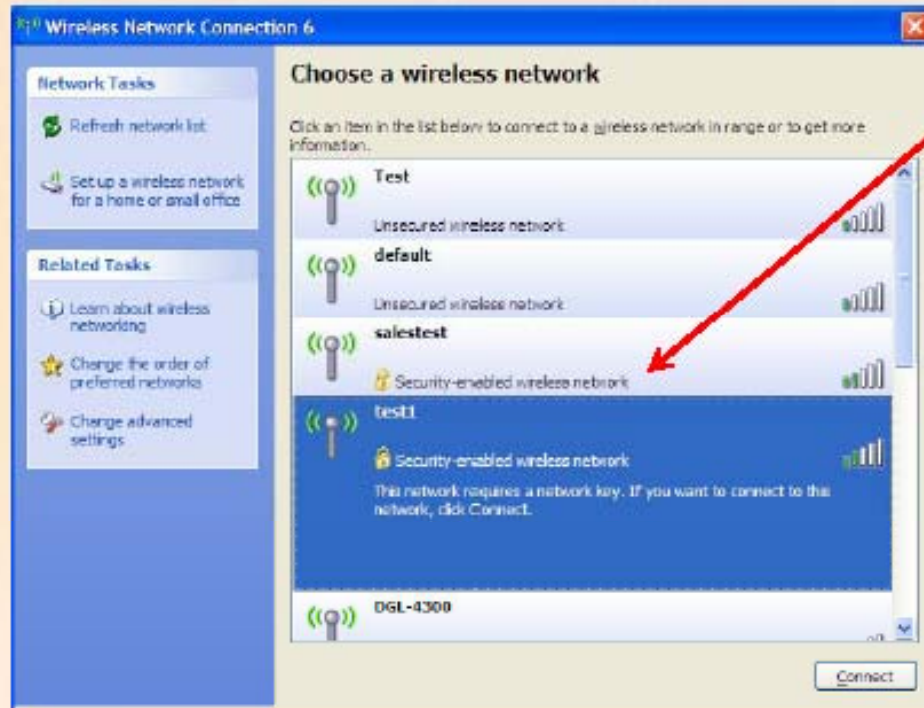 Wireless Network Connection 6
Network Tasks
Refresh network list
Set up a wireless network
for a home or small office
Related Tasks
Learn about wireless
networking
Change the order of
preferred networks
Change advanced
settings
Choose a wireless network
Click an item in the list below to connect to a wireless network in range or to get more
information.
Test
Unsecured wireless network
default
Unsecured wireless network
salestest
Security-enabled wireless network
test1
Security-enabled wireless network
This network requires a network key. If you want to connect to this
network, click Connect.
DGL-4300
Connect